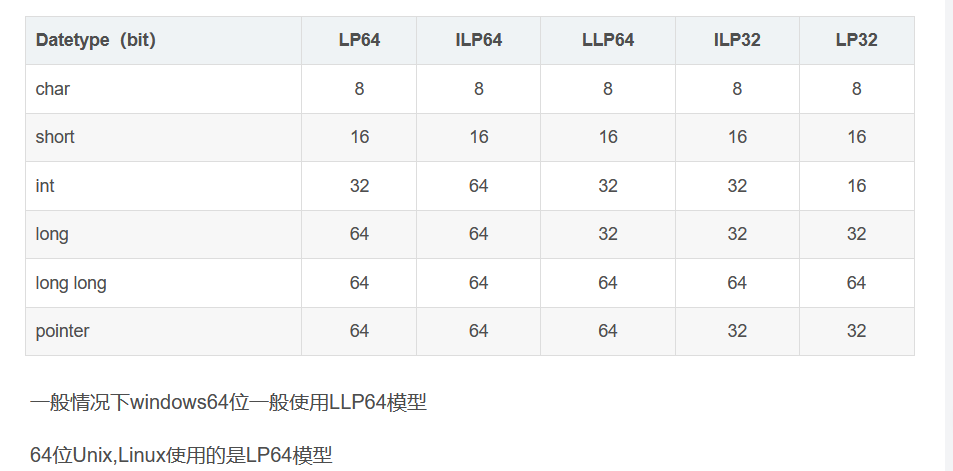 Datetype（bit） LP64 ILP64 LLP64 ILP32 LP32
char 8 8 8 8 8
short 16 16 16 16 16
int 32 64 32 32 16
long 64 64 32 32 32
long long 64 64 64 64 64
pointer 64 64 64 32 32
一般情况下windows64位一般使用LLP64模型
64位Unix,Linux使用的是LP64模型